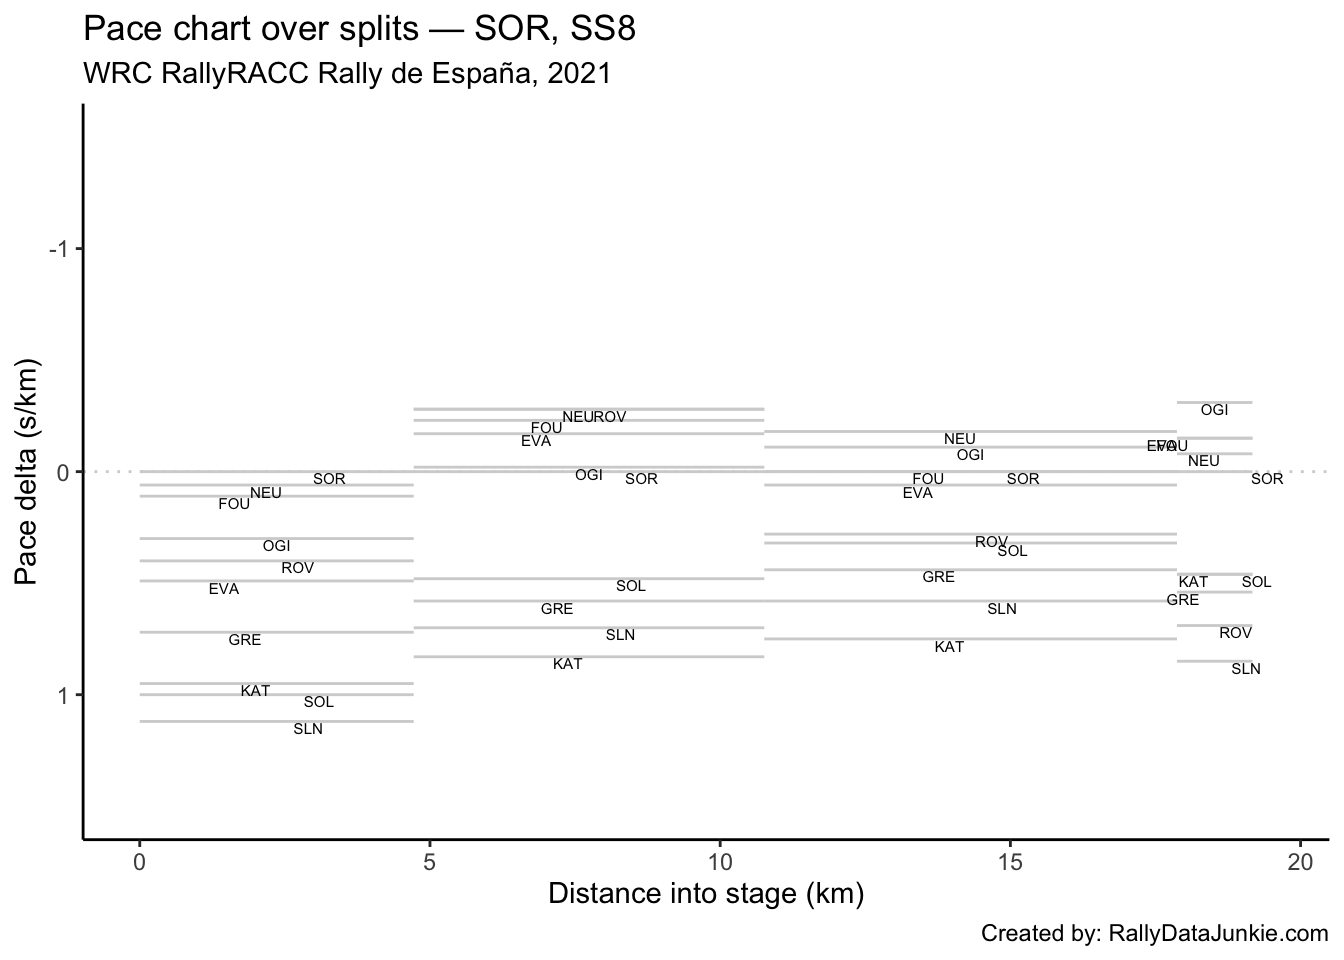 Pace chart over splits — SOR, SS8
WRC RallyRACC Rally de España, 2021
Pace delta (s/km)
-1
0
1
OGI
NEU ROV
FOU
EVA
NEU
OGI
EVA FOU
NEU
SOR
OGI
SOR
FOU
SOR
SOR
NEU
FOU
EVA
OGI
ROV
EVA
ROV
SOL
SOL
GRE
KAT
SOL
GRE
SLN
GRE
GRE
SLN
ROV
KAT
KAT
SLN
KAT
SOL
SLN
0
5
10
15
20
Distance into stage (km)
Created by: RallyDataJunkie.com